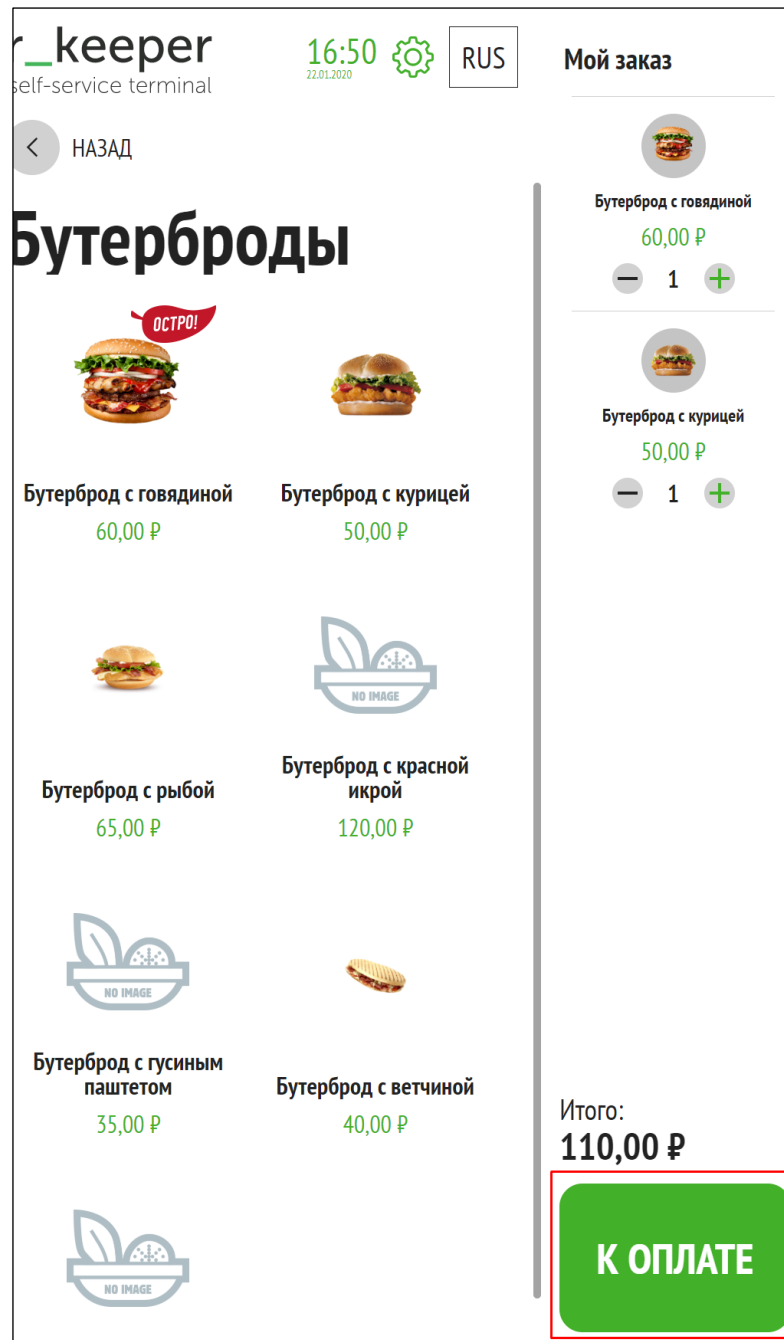 r_keeper
self-service terminal
16:50
22.01.2020
RUS
НАЗАД
Бутерброды
ОСТРО!
Бутерброд с говядиной
60,00 ₽
Бутерброд с курицей
50,00 ₽
Бутерброд с рыбой
65,00 ₽
NO IMAGE
Бутерброд с красной
икрой
120,00 ₽
NO IMAGE
Бутерброд с гусиным
паштетом
35,00 ₽
Бутерброд с ветчиной
40,00 ₽
NO IMAGE
Мой заказ
Бутерброд с говядиной
60,00 ₽
1
Бутерброд с курицей
50,00 ₽
1
Итого:
110,00 ₽
К ОПЛАТЕ